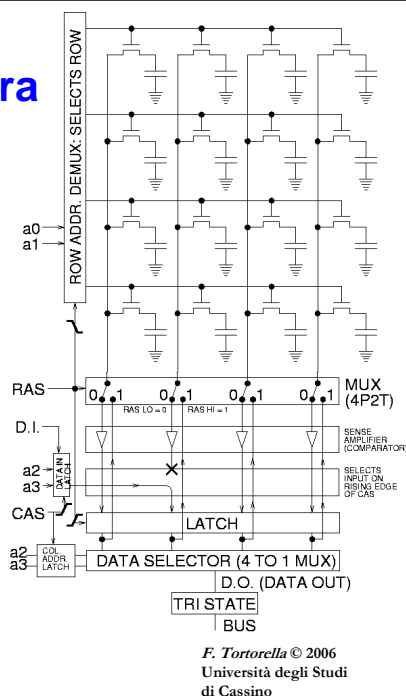 ra
ROW ADDR. DEMUX: SELECTS ROW
a0
a1
RAS
0 1 0 1 0 1 0 1
MUX
(4P2T)
RAS LO = 0 RAS HI = 1
D.I.
SENSE
AMPLIFIER
(COMPARATOR)
a2
a3
DATA IN
LATCH
SELECTS
INPUT ON
RISING EDGE
OF CAS
CAS
LATCH
a2
a3
COL.
ADDR.
LATCH
DATA SELECTOR (4 TO 1 MUX)
D.O. (DATA OUT)
TRI STATE
BUS
F. Tortorella © 2006
Università degli Studi
di Cassino